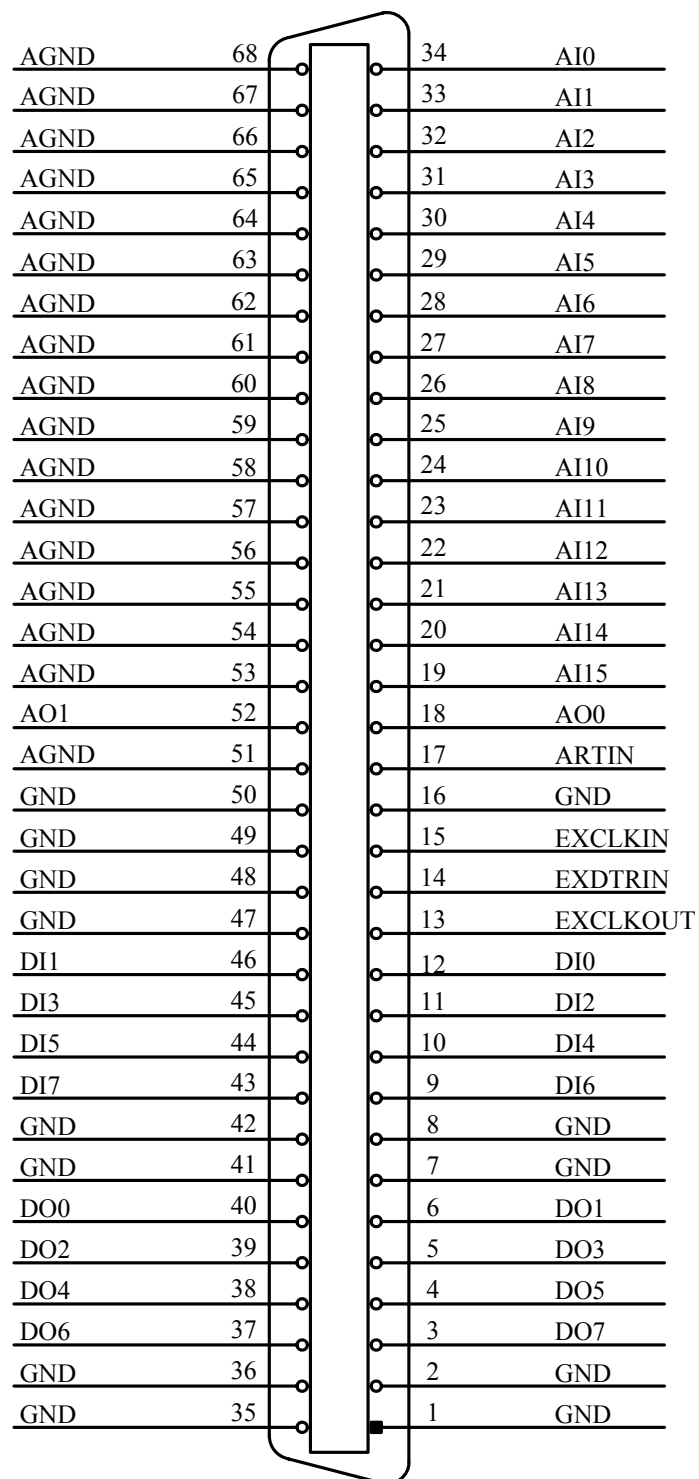 AGND 68 34 AI0
AGND 67 33 AI1
AGND 66 32 AI2
AGND 65 31 AI3
AGND 64 30 AI4
AGND 63 29 AI5
AGND 62 28 AI6
AGND 61 27 AI7
AGND 60 26 AI8
AGND 59 25 AI9
AGND 58 24 AI10
AGND 57 23 AI11
AGND 56 22 AI12
AGND 55 21 AI13
AGND 54 20 AI14
AGND 53 19 AI15
AO1 52 18 AO0
AGND 51 17 ARTIN
GND 50 16 GND
GND 49 15 EXCLKIN
GND 48 14 EXDTRIN
GND 47 13 EXCLKOUT
DI1 46 12 DI0
DI3 45 11 DI2
DI5 44 10 DI4
DI7 43 9 DI6
GND 42 8 GND
GND 41 7 GND
DO0 40 6 DO1
DO2 39 5 DO3
DO4 38 4 DO5
DO6 37 3 DO7
GND 36 2 GND
GND 35 1 GND